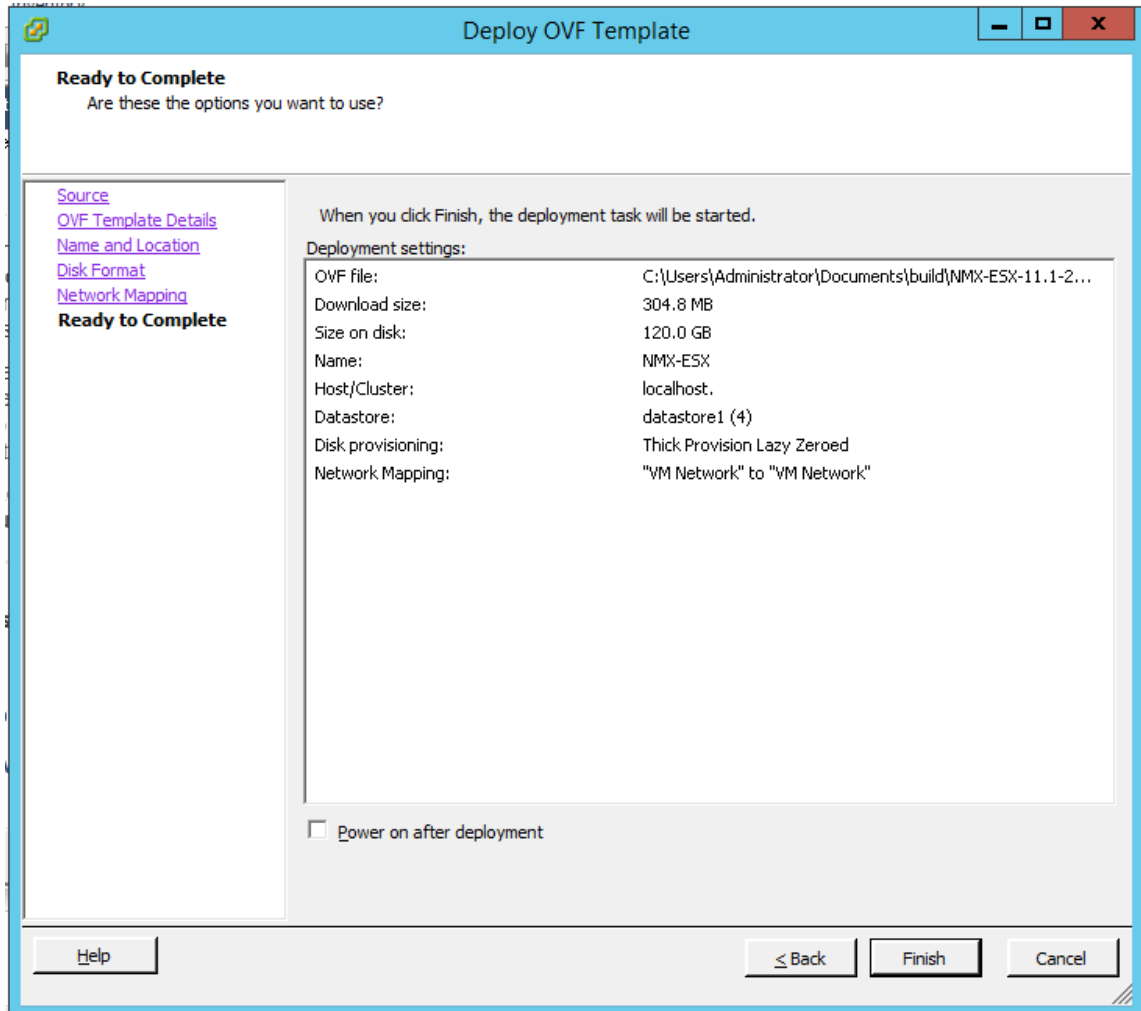 Deploy OVF Template
Ready to Complete
Are these the options you want to use?
Source
OVF Template Details
Name and Location
Disk Format
Network Mapping
Ready to Complete
When you click Finish, the deployment task will be started.
Deployment settings:
OVF file: C:\Users\Administrator\Documents\build\NMX-ESX-11.1-2...
Download size: 304.8 MB
Size on disk: 120.0 GB
Name: NMX-ESX
Host/Cluster: localhost.
Datastore: datastore1 (4)
Disk provisioning: Thick Provision Lazy Zeroed
Network Mapping: "VM Network" to "VM Network"
Power on after deployment
Help
< Back
Finish
Cancel